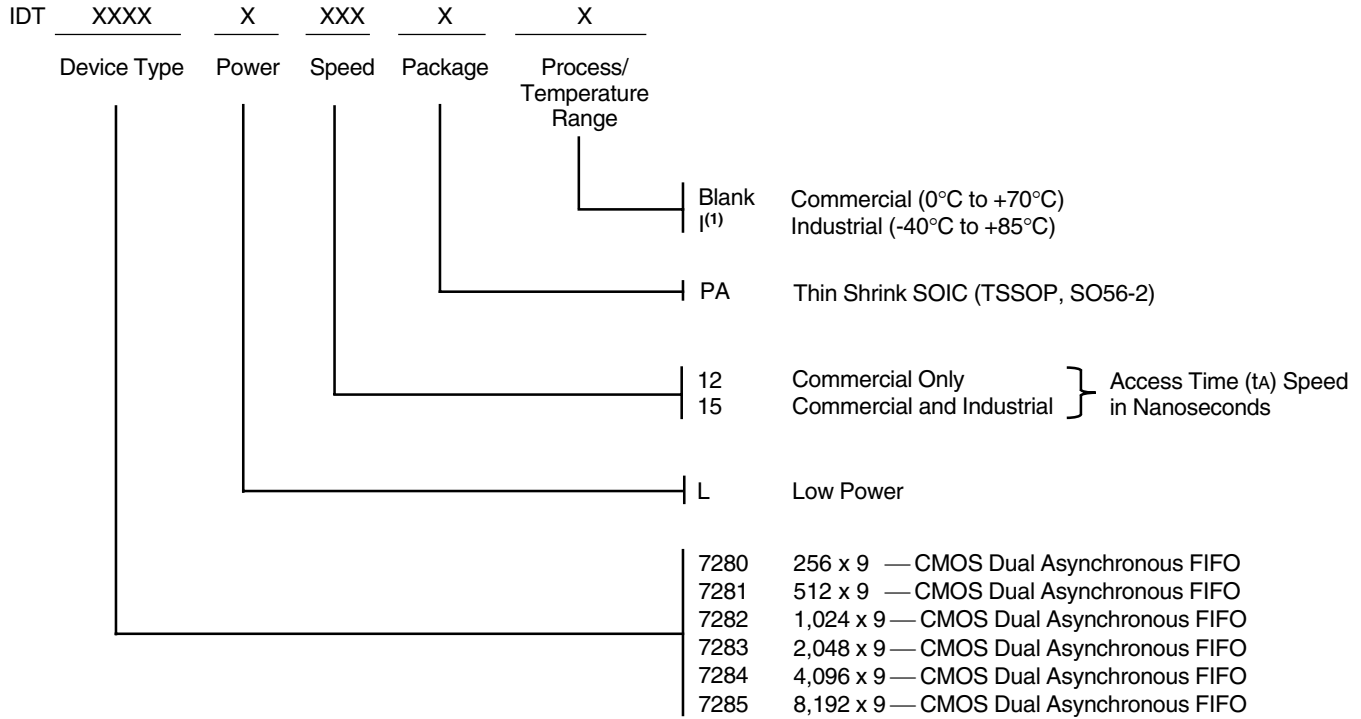 IDT XXXX X XXX X X
Device Type Power Speed Package Process/
Temperature
Range
Blank Commercial (0°C to +70°C)
I(1) Industrial (-40°C to +85°C)
PA Thin Shrink SOIC (TSSOP, SO56-2)
12 Commercial Only
15 Commercial and Industrial
Access Time (tA) Speed
in Nanoseconds
L Low Power
7280 256 x 9 — CMOS Dual Asynchronous FIFO
7281 512 x 9 — CMOS Dual Asynchronous FIFO
7282 1,024 x 9 — CMOS Dual Asynchronous FIFO
7283 2,048 x 9 — CMOS Dual Asynchronous FIFO
7284 4,096 x 9 — CMOS Dual Asynchronous FIFO
7285 8,192 x 9 — CMOS Dual Asynchronous FIFO